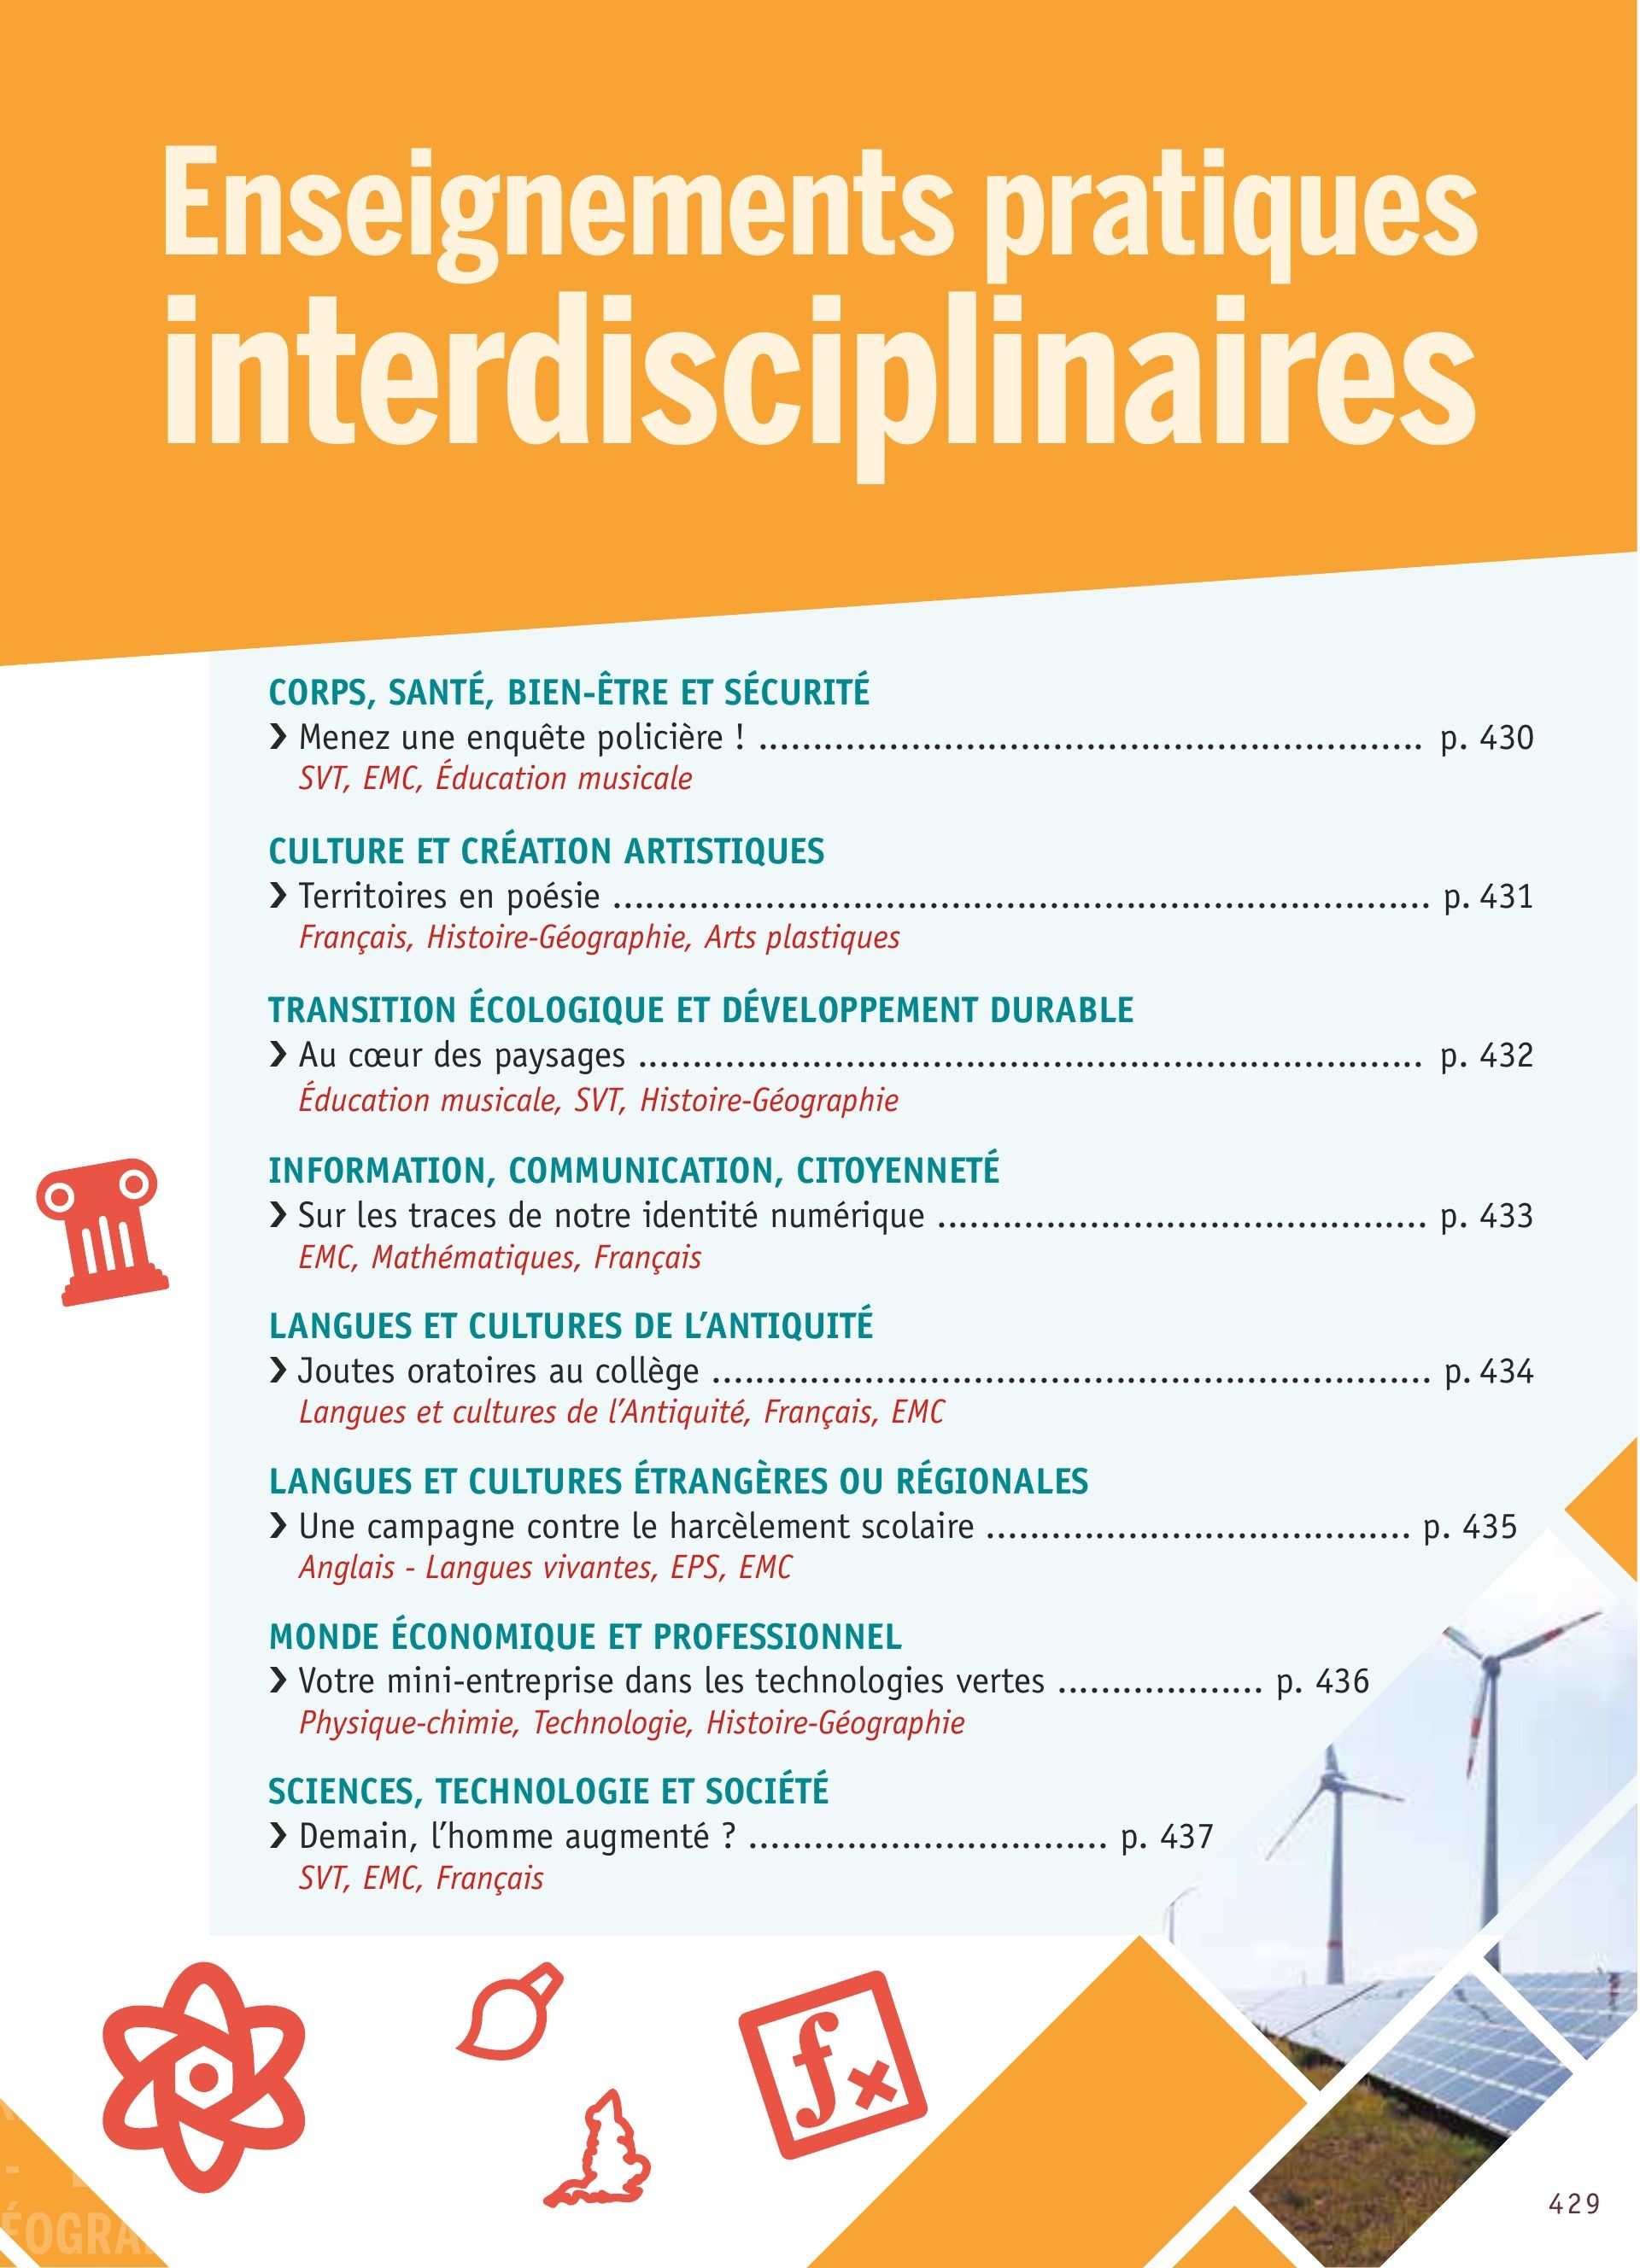 Enseignements pratiques
interdisciplinaires
CORPS, SANTÉ, BIEN-ÊTRE ET SÉCURITÉ
❯ Menez une enquête policière ! ............................................................. p. 430
SVT, EMC, Éducation musicale
CULTURE ET CRÉATION ARTISTIQUES
❯ Territoires en poésie ........................................................................... p. 431
Français, Histoire-Géographie, Arts plastiques
TRANSITION ÉCOLOGIQUE ET DÉVELOPPEMENT DURABLE
❯ Au cœur des paysages ........................................................................ p. 432
Éducation musicale, SVT, Histoire-Géographie
INFORMATION, COMMUNICATION, CITOYENNETÉ
❯ Sur les traces de notre identité numérique ............................................. p. 433
EMC, Mathématiques, Français
LANGUES ET CULTURES DE L’ANTIQUITÉ
❯ Joutes oratoires au collège .................................................................. p. 434
Langues et cultures de l’Antiquité, Français, EMC
LANGUES ET CULTURES ÉTRANGÈRES OU RÉGIONALES
❯ Une campagne contre le harcèlement scolaire ....................................... p. 435
Anglais - Langues vivantes, EPS, EMC
MONDE ÉCONOMIQUE ET PROFESSIONNEL
❯ Votre mini-entreprise dans les technologies vertes ................... p. 436
Physique-chimie, Technologie, Histoire-Géographie
SCIENCES, TECHNOLOGIE ET SOCIÉTÉ
❯ Demain, l’homme augmenté ? ................................. p. 437
SVT, EMC, Français
fx
429